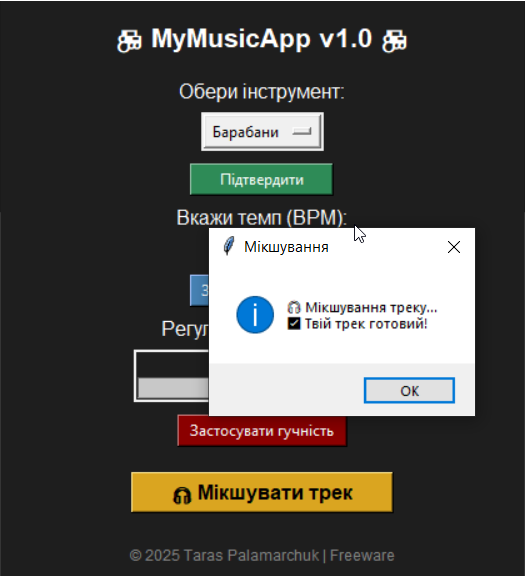 MyMusicApp v1.0
Обери інструмент:
Барабани
Підтвердити
Вкажи темп (BPM):
Мікшування
Мікшування треку...
Твій трек готовий!
OK
Застосувати гучність
Мікшувати трек
© 2025 Taras Palamarchuk | Freeware